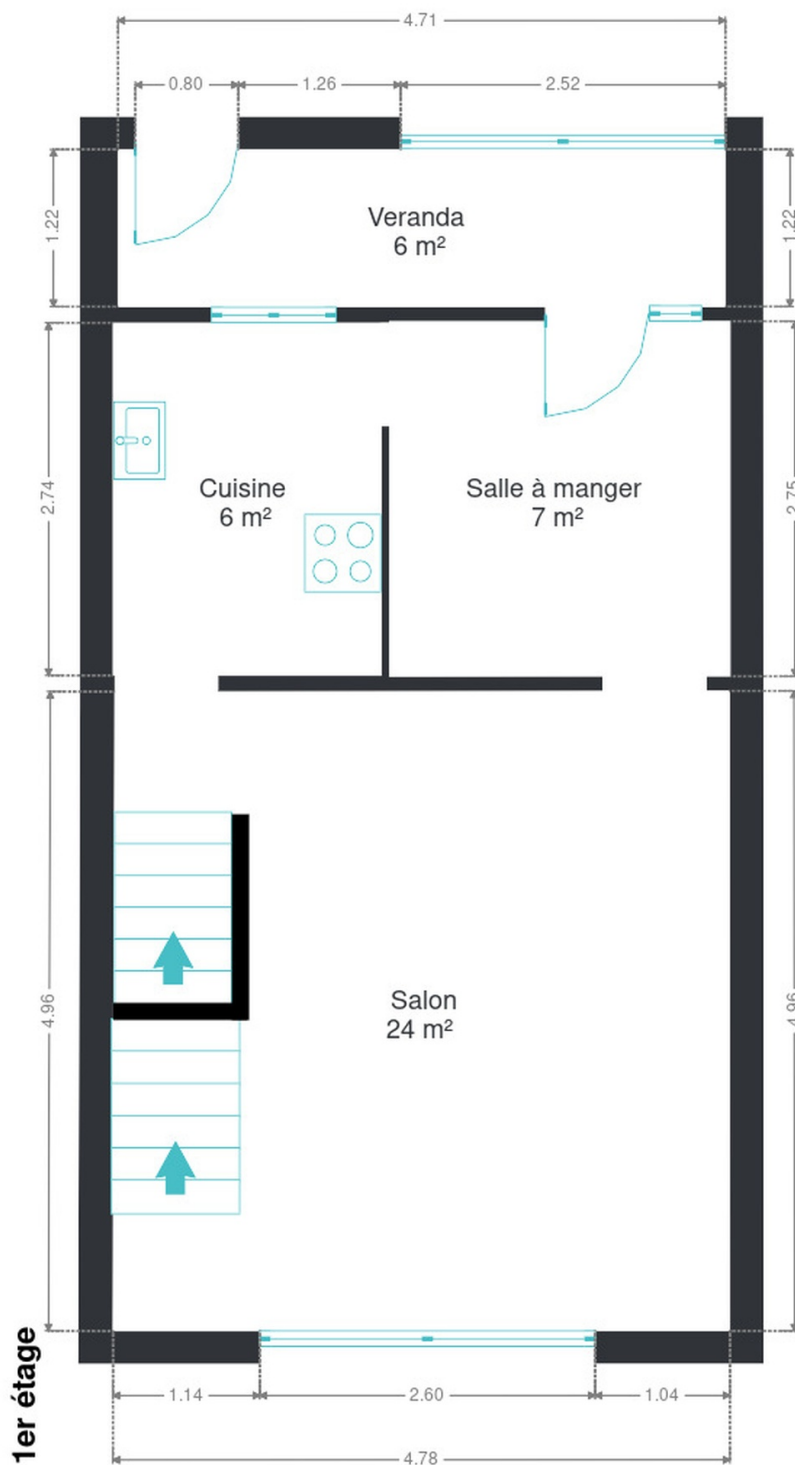 4.71
0.80
1.26
2.52
1.22
1.22
Veranda
6 m²
2.74
2.75
Cuisine
6 m²
Salle à manger
7 m²
4.96
4.96
Salon
24 m²
1er étage
1.14
2.60
1.04
4.78